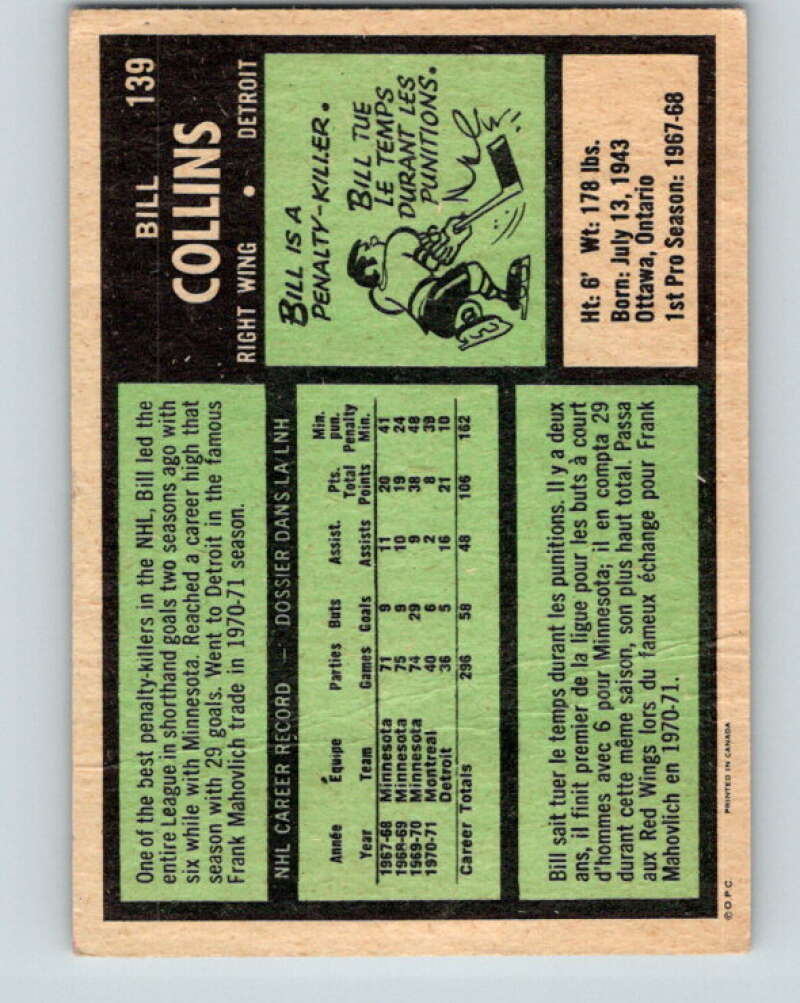 BILL
139
COLLINS
RIGHT WING • DETROIT
One of the best penalty-killers in the NHL, Bill led the
entire League in shorthand goals two seasons ago with
six while with Minnesota. Reached a career high that
season with 29 goals. Went to Detroit in the famous
Frank Mahovlich trade in 1970-71 season.
BILL IS A
PENALTY-KILLER.
BILL TUE
LE TEMPS
DURANT LES
PUNITIONS.
NHL CAREER RECORD — DOSSIER DANS LA LNH
Année Équipe Parties Buts Assist. Pts. Min. pun.
Year Team Games Goals Assists Total Points Penalty Min.
1967-68 Minnesota 71 9 11 20 41
1968-69 Minnesota 75 9 10 19 24
1969-70 Minnesota 74 29 9 38 48
1970-71 Montreal 40 6 2 8 39
Detroit 36 5 16 21 10
Career Totals 296 58 48 106 162
Ht: 6' Wt: 178 lbs.
Born: July 13, 1943
Ottawa, Ontario
1st Pro Season: 1967-68
Bill sait tuer le temps durant les punitions. Il y a deux
ans, il finit premier de la ligue pour les buts à court
d'hommes avec 6 pour Minnesota; il en compta 29
durant cette même saison, son plus haut total. Passa
aux Red Wings lors du fameux échange pour Frank
Mahovlich en 1970-71.
© O.P.C. PRINTED IN CANADA